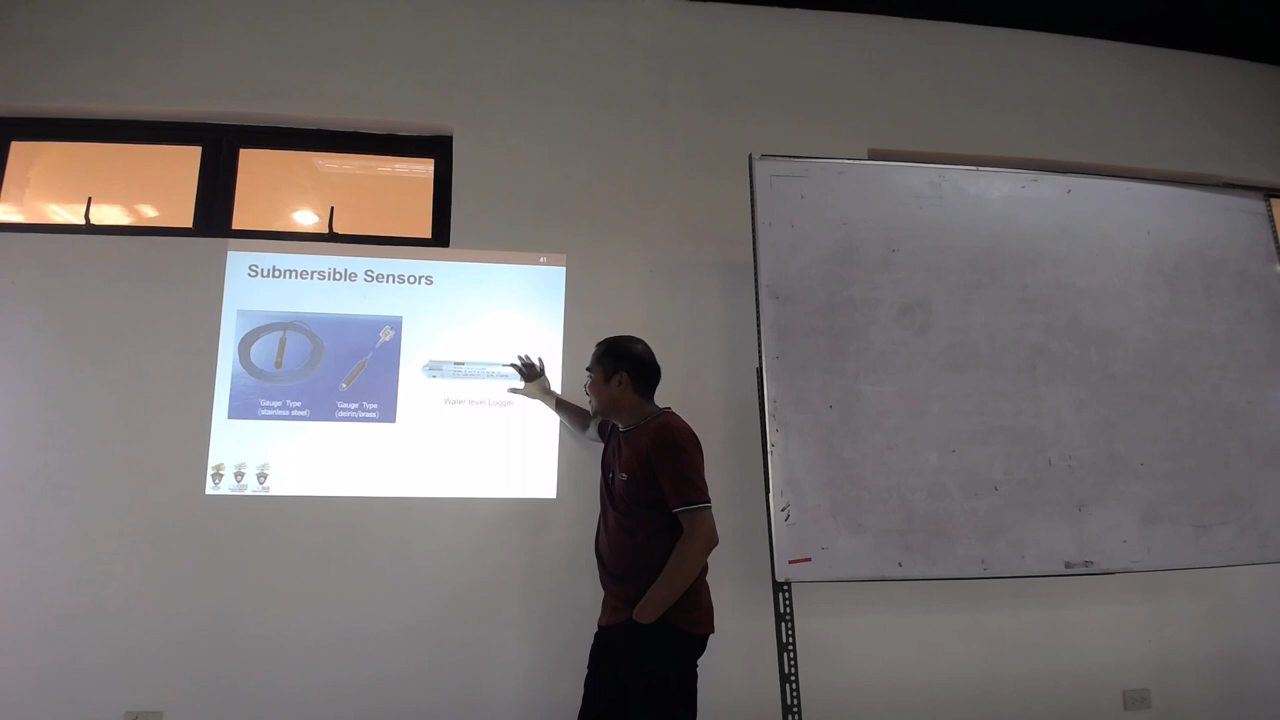 41
Submersible Sensors
'Gauge' Type
(stainless steel)
'Gauge' Type
(delrin/brass)
Water level Logger